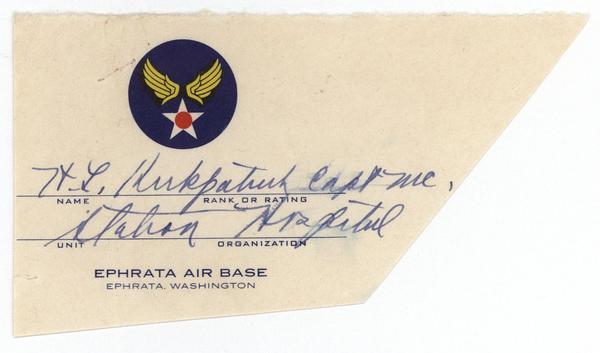 H.L. Kirkpatrick Capt MC.
NAME RANK OR RATING
Station Hospital
UNIT ORGANIZATION
EPHRATA AIR BASE
EPHRATA, WASHINGTON